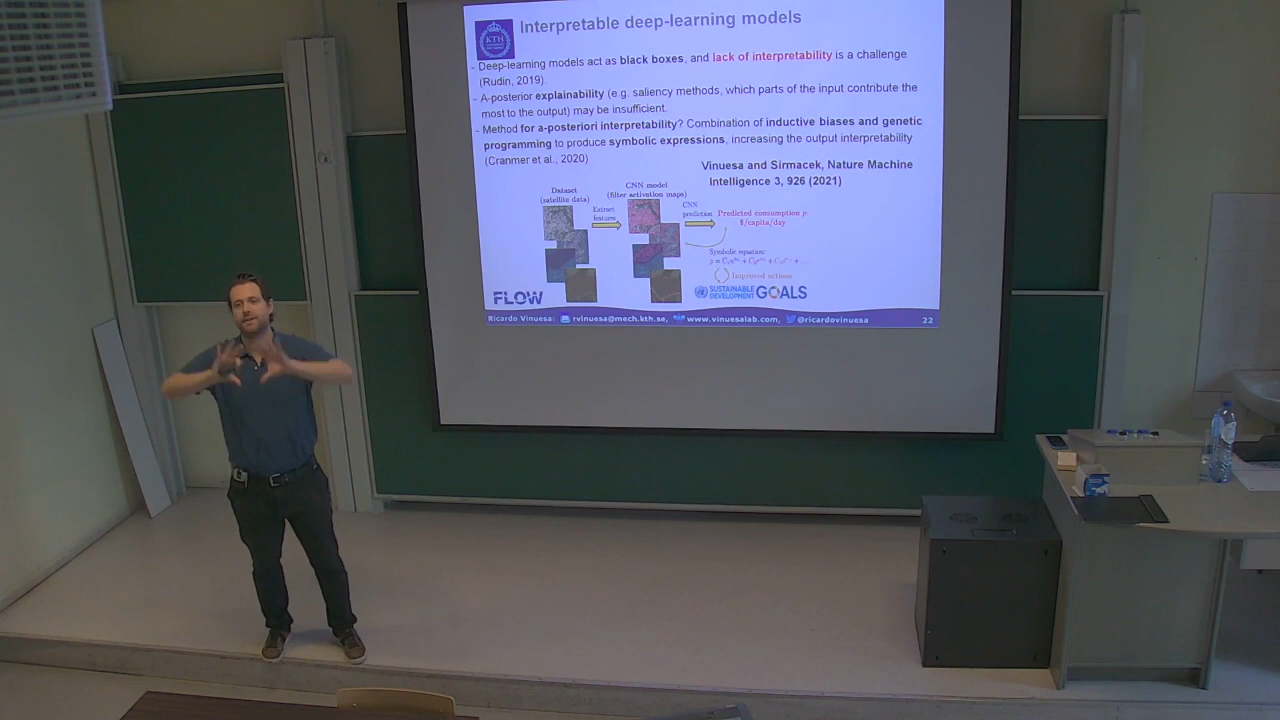 Interpretable deep-learning models
KTH
- Deep-learning models act as black boxes, and lack of interpretability is a challenge
(Rudin, 2019)
- A-posterior explainability (e.g. saliency methods, which parts of the input contribute the
most to the output) may be insufficient.
- Method for a-posteriori interpretability? Combination of inductive biases and genetic
programming to produce symbolic expressions, increasing the output interpretability
(Cranmer et al., 2020)
Vinuesa and Sirmacek, Nature Machine
Intelligence 3, 926 (2021)
Dataset
(satellite data)
Extract
features
CNN model
(filter activation maps)
CNN
prediction
Predicted consumption p:
$/capita/day
Symbolic equation:
Improved actions
FLOW
SUSTAINABLE
DEVELOPMENT
GOALS
Ricardo Vinuesa: rvinuesa@mech.kth.se, www.vinuesalab.com, @ricardovinuesa 22